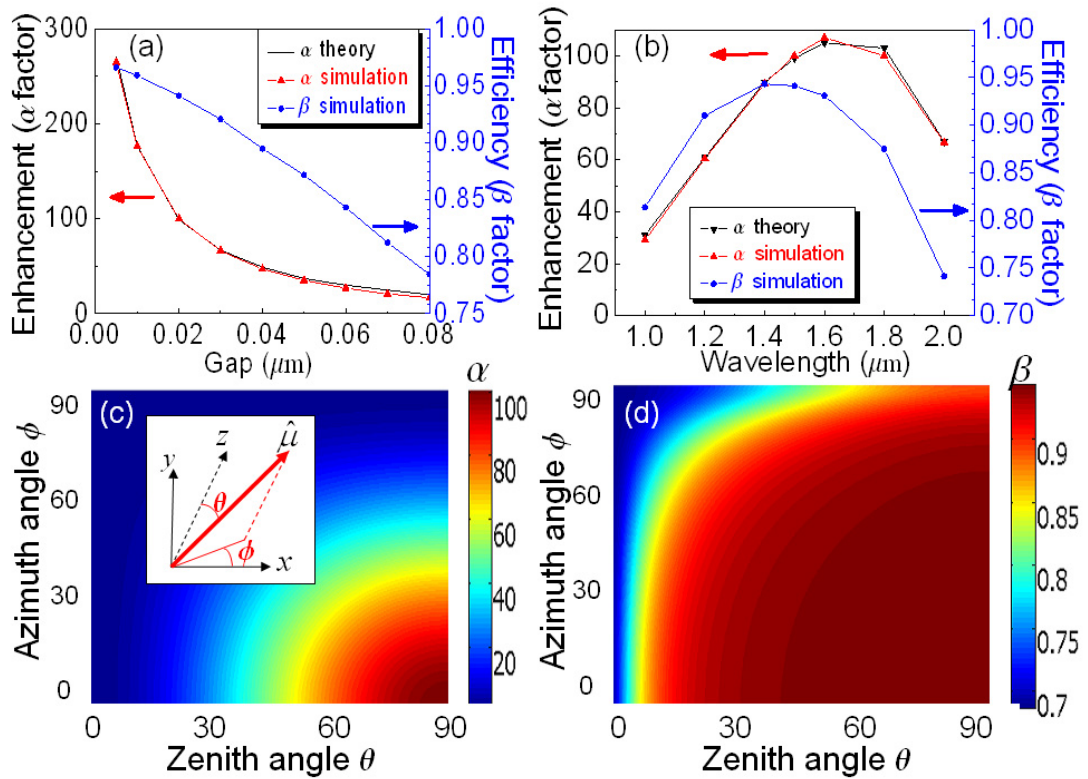 (a)
Enhancement (α factor)
300
200
100
0
0.00 0.02 0.04 0.06 0.08
Gap (μm)
α theory
α simulation
β simulation
1.00
0.95
0.90
0.85
0.80
0.75
Efficiency (β factor)
(b)
Enhancement (α factor)
100
80
60
40
20
0
1.0 1.2 1.4 1.6 1.8 2.0
Wavelength (μm)
α theory
α simulation
β simulation
1.00
0.95
0.90
0.85
0.80
0.75
0.70
Efficiency (β factor)
(c)
Azimuth angle ϕ
90
60
30
0
0 30 60 90
Zenith angle θ
y
z
μ̂
θ
ϕ
x
α
100
80
60
40
20
(d)
Azimuth angle ϕ
90
60
30
0
0 30 60 90
Zenith angle θ
β
0.9
0.85
0.8
0.75
0.7